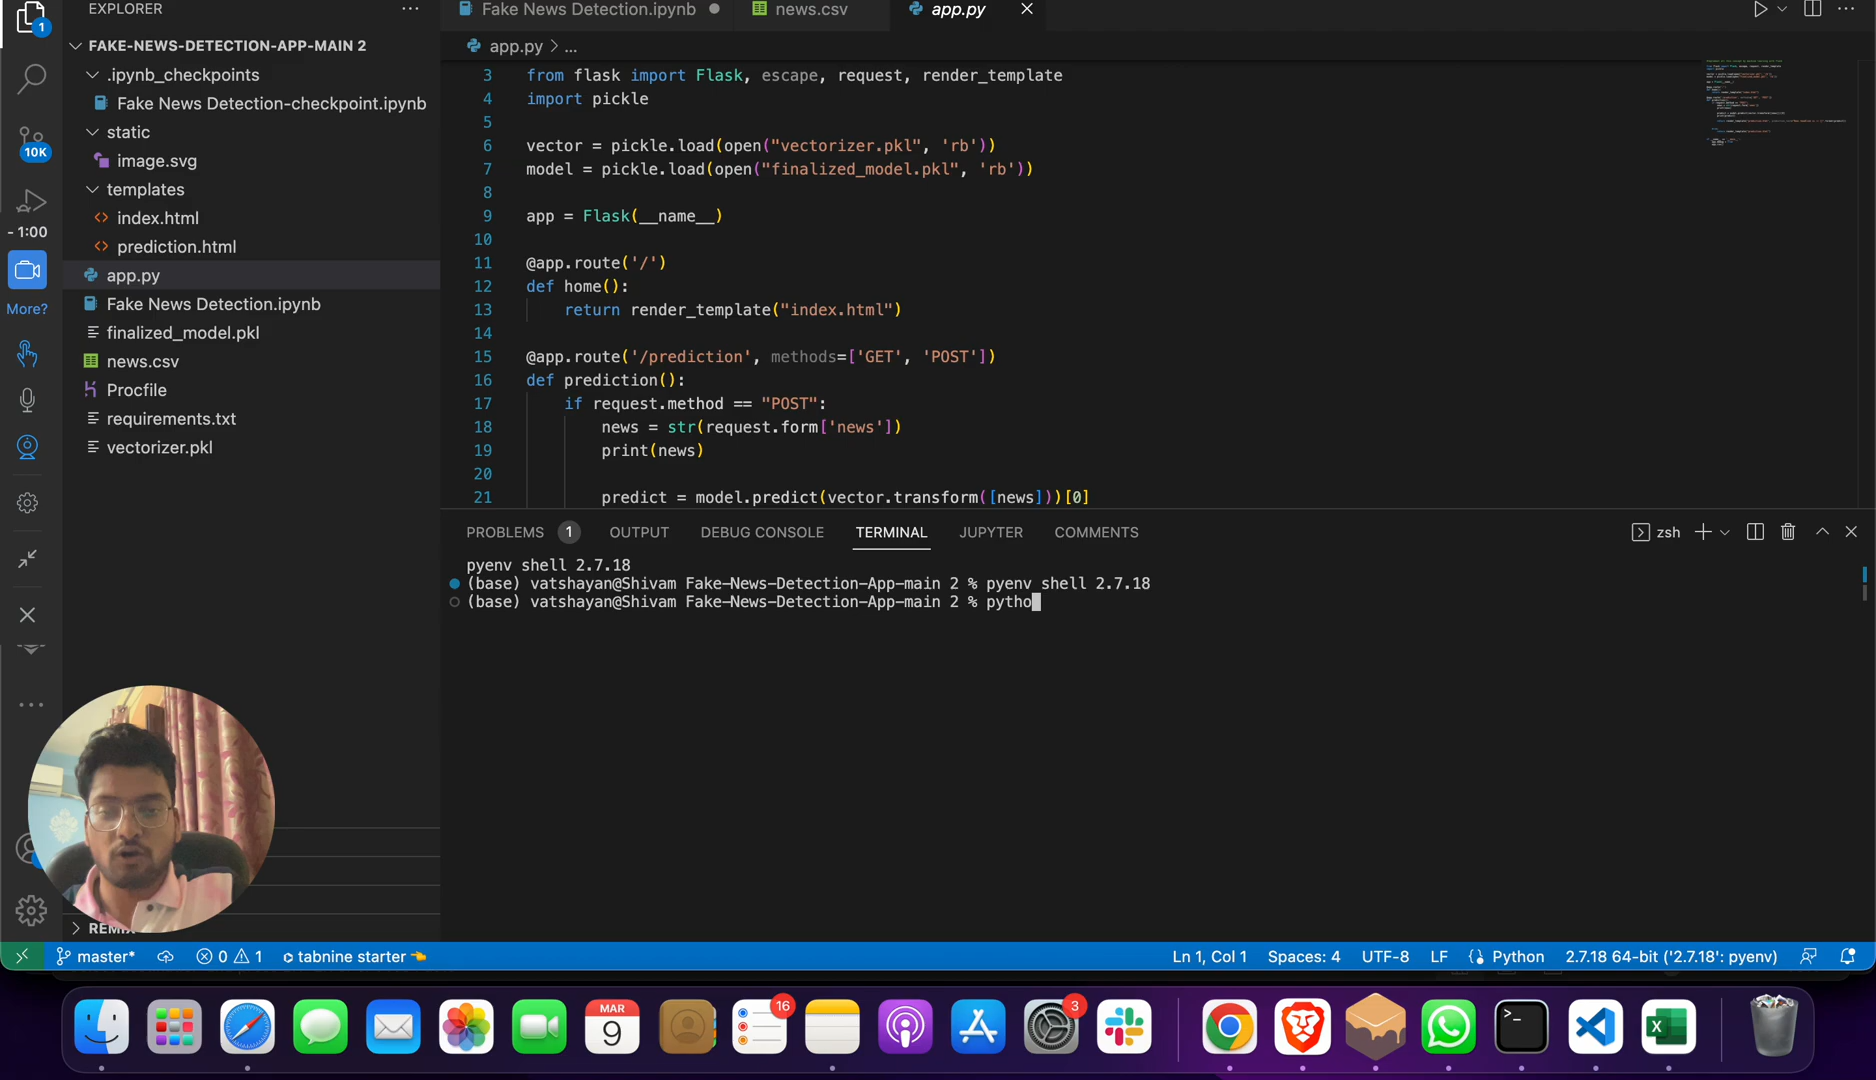 EXPLORER
Fake News Detection.ipynb
news.csv
app.py
FAKE-NEWS-DETECTION-APP-MAIN 2
app.py > ...
.ipynb_checkpoints
Fake News Detection-checkpoint.ipynb
static
image.svg
templates
index.html
prediction.html
app.py
Fake News Detection.ipynb
finalized_model.pkl
news.csv
Procfile
requirements.txt
vectorizer.pkl
1
10K
- 1:00
More?
3 from flask import Flask, escape, request, render_template
4 import pickle
5
6 vector = pickle.load(open("vectorizer.pkl", 'rb'))
7 model = pickle.load(open("finalized_model.pkl", 'rb'))
8
9 app = Flask(__name__)
10
11 @app.route('/')
12 def home():
13 return render_template("index.html")
14
15 @app.route('/prediction', methods=['GET', 'POST'])
16 def prediction():
17 if request.method == "POST":
18 news = str(request.form['news'])
19 print(news)
20
21 predict = model.predict(vector.transform([news]))[0]
PROBLEMS 1 OUTPUT DEBUG CONSOLE TERMINAL JUPYTER COMMENTS
zsh
pyenv shell 2.7.18
(base) vatshayan@Shivam Fake-News-Detection-App-main 2 % pyenv shell 2.7.18
(base) vatshayan@Shivam Fake-News-Detection-App-main 2 % pytho
master* 0 1 tabnine starter
Ln 1, Col 1 Spaces: 4 UTF-8 LF Python 2.7.18 64-bit ('2.7.18': pyenv)
MAR
9
16
3